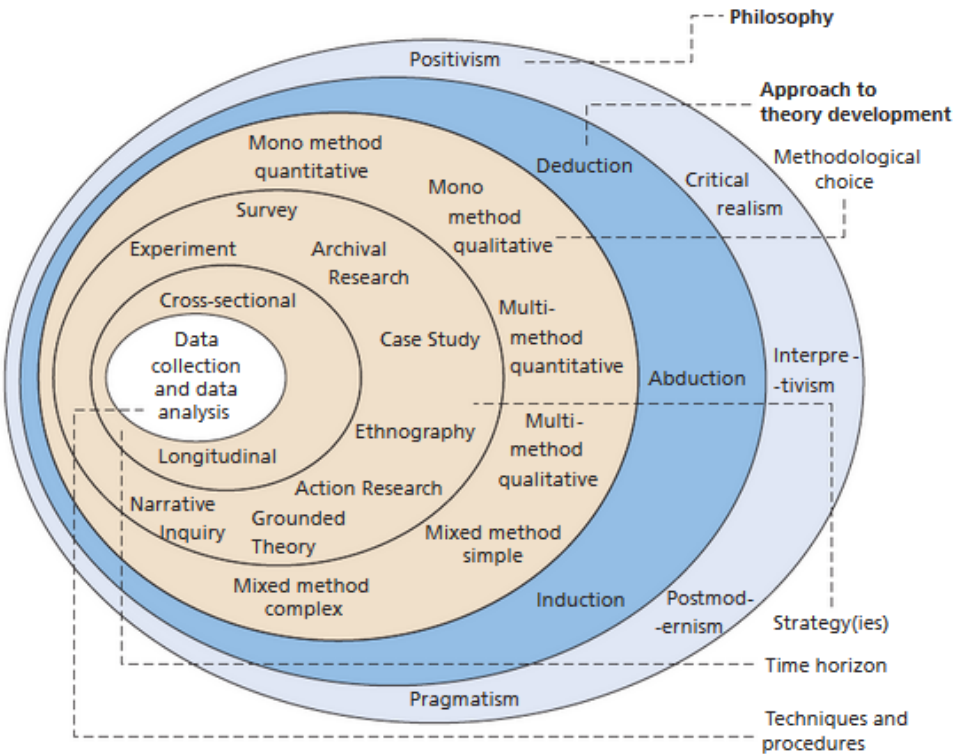 Philosophy
Positivism
Approach to
theory development
Mono method
quantitative
Deduction
Methodological
choice
Mono
method
qualitative
Critical
realism
Survey
Experiment
Archival
Research
Cross-sectional
Data
collection
and data
analysis
Case Study
Multi-
method
quantitative
Abduction
Interpre-
-tivism
Ethnography
Multi-
method
qualitative
Longitudinal
Action Research
Narrative
Inquiry
Grounded
Theory
Mixed method
simple
Mixed method
complex
Induction
Postmod-
-ernism
Strategy(ies)
Time horizon
Pragmatism
Techniques and
procedures